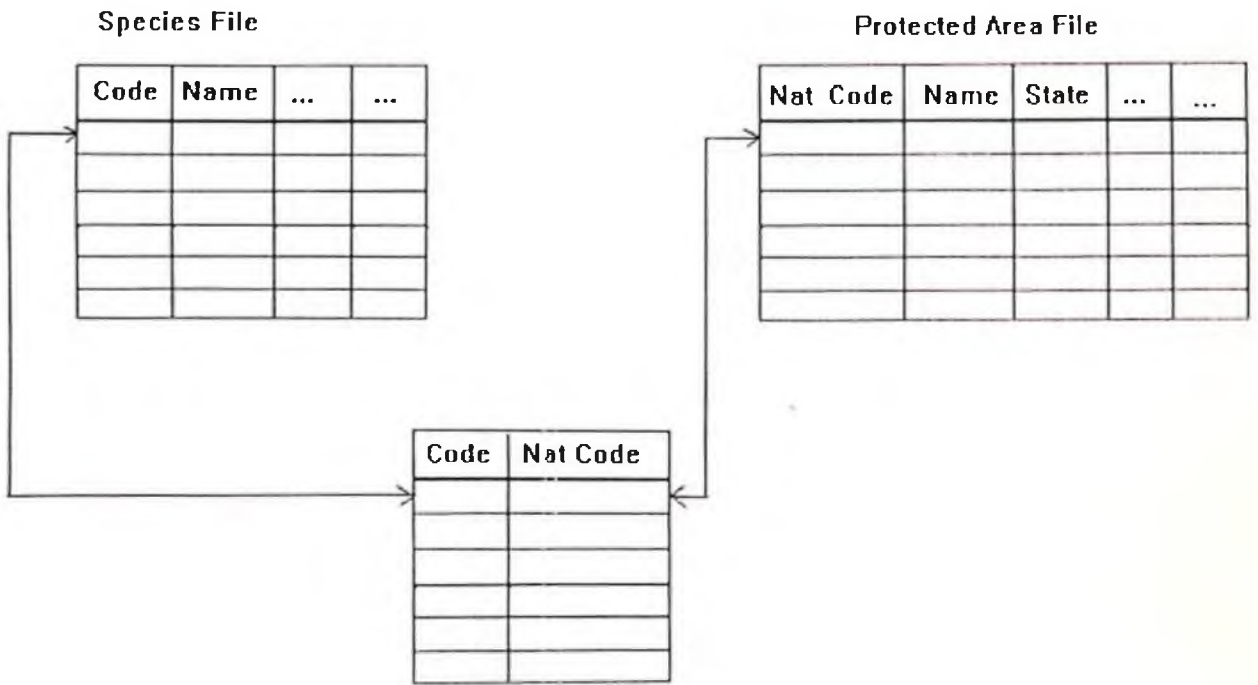 Species File
Protected Area File
Code Name ... ...
Nat Code Name State ... ...
Code Nat Code